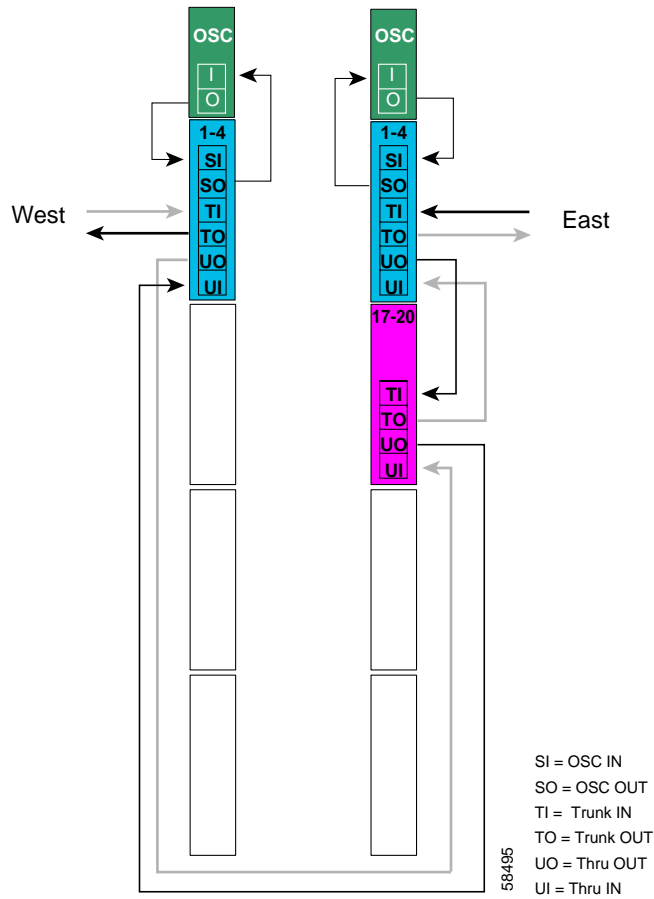 OSC
I
O
1-4
SI
SO
TI
TO
UO
UI
West
OSC
I
O
1-4
SI
SO
TI
TO
UO
UI
East
17-20
TI
TO
UO
UI
SI = OSC IN
SO = OSC OUT
TI = Trunk IN
TO = Trunk OUT
UO = Thru OUT
UI = Thru IN
58495